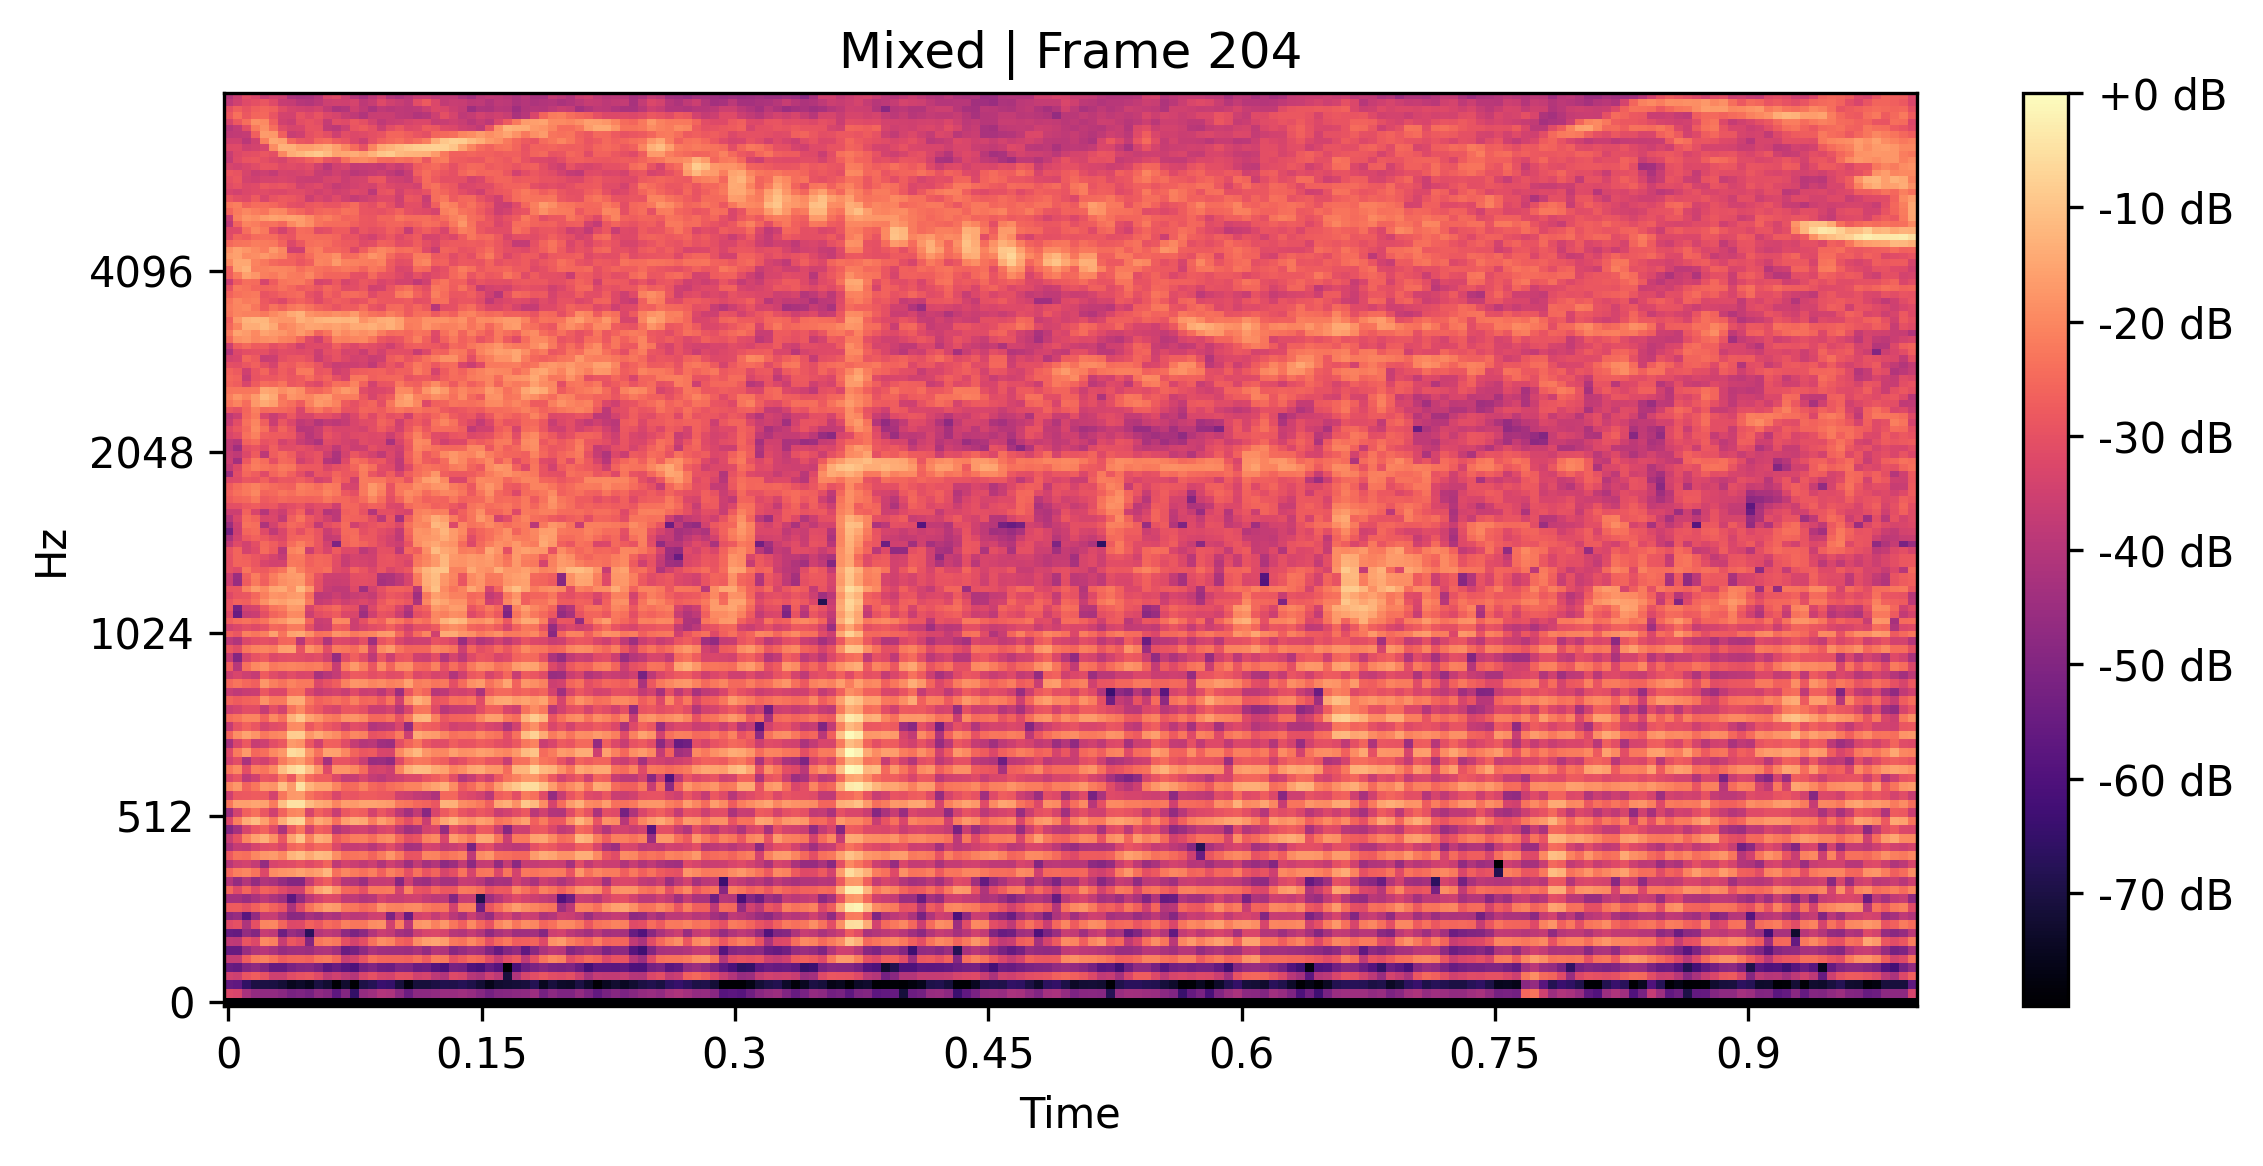 Mixed | Frame 204
+0 dB
-10 dB
-20 dB
-30 dB
-40 dB
-50 dB
-60 dB
-70 dB
4096
2048
1024
512
0
Hz
0 0.15 0.3 0.45 0.6 0.75 0.9
Time